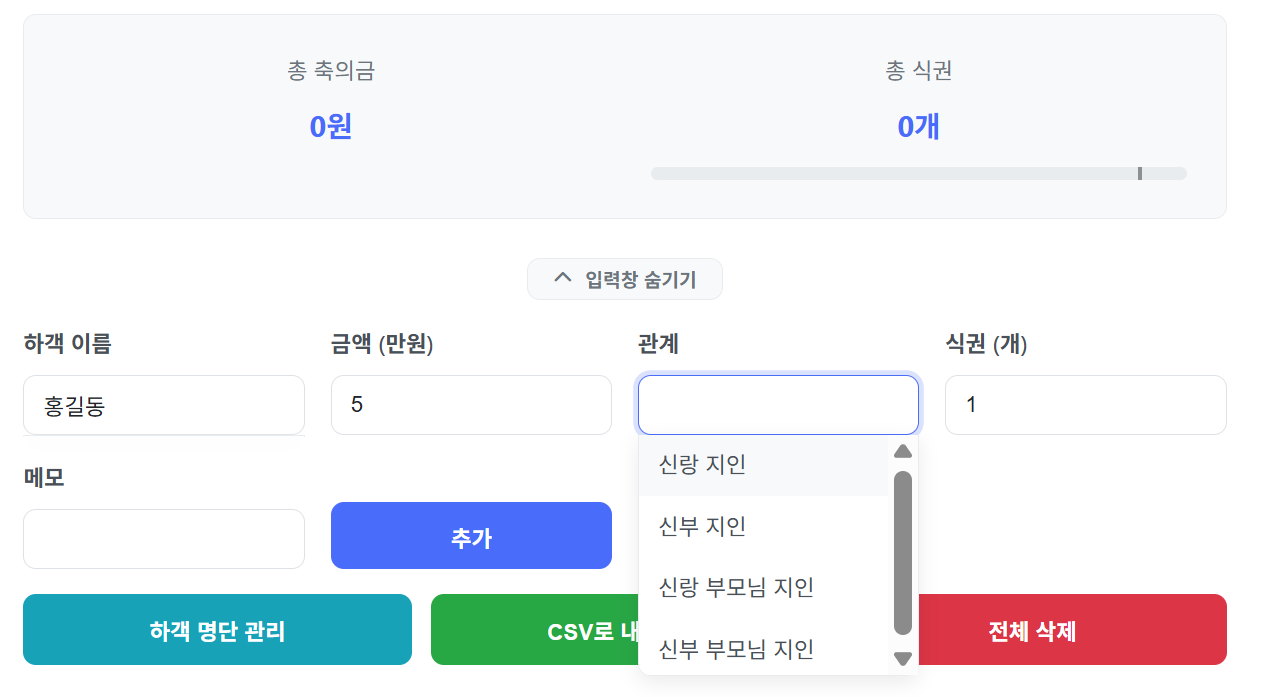 총 축의금
0원
총 식권
0개
입력창 숨기기
하객 이름
금액 (만원)
관계
식권 (개)
홍길동
5
1
신랑 지인
신부 지인
신랑 부모님 지인
신부 부모님 지인
메모
추가
하객 명단 관리
CSV로 내
전체 삭제